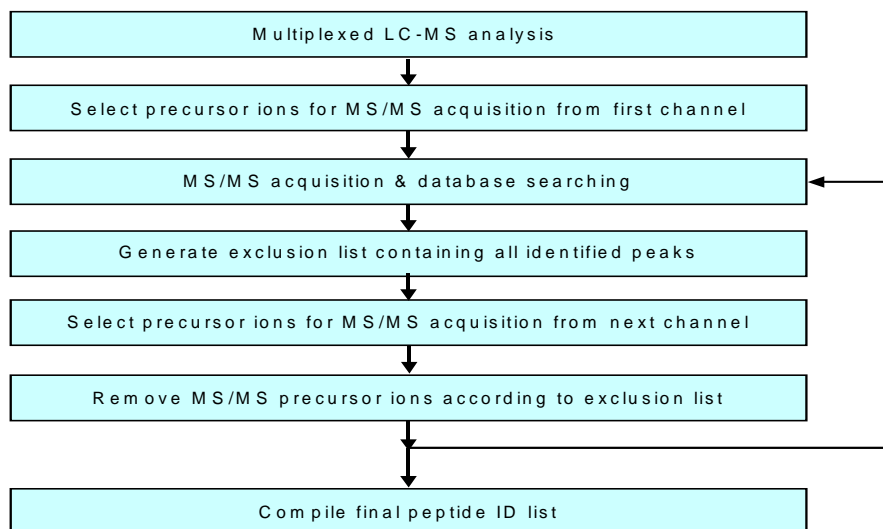 Multiplexed LC-MS analysis
Select precursor ions for MS/MS acquisition from first channel
MS/MS acquisition & database searching
Generate exclusion list containing all identified peaks
Select precursor ions for MS/MS acquisition from next channel
Remove MS/MS precursor ions according to exclusion list
Compile final peptide ID list